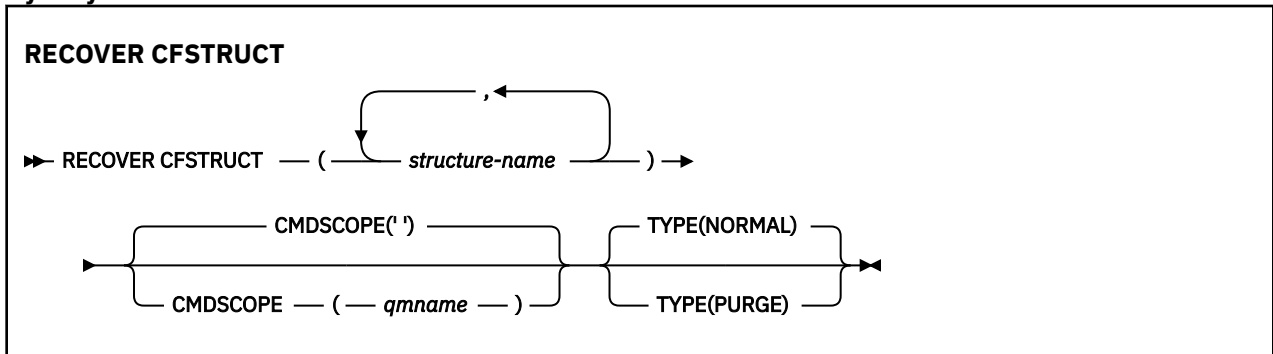 RECOVER CFSTRUCT
,
RECOVER CFSTRUCT ( structure-name )
CMDSCOPE(' ') TYPE(NORMAL)
CMDSCOPE ( qmname ) TYPE(PURGE)